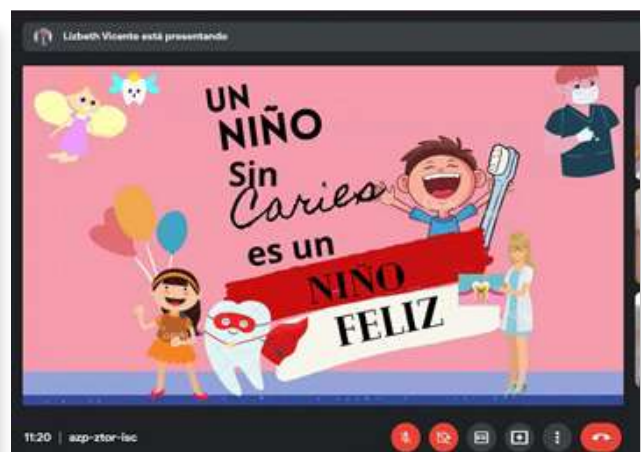 Lizbeth Vicente está presentando
UN
NIÑO
Sin
Caries
es un
NIÑO
FELIZ
11:20 | azp-ztor-isc